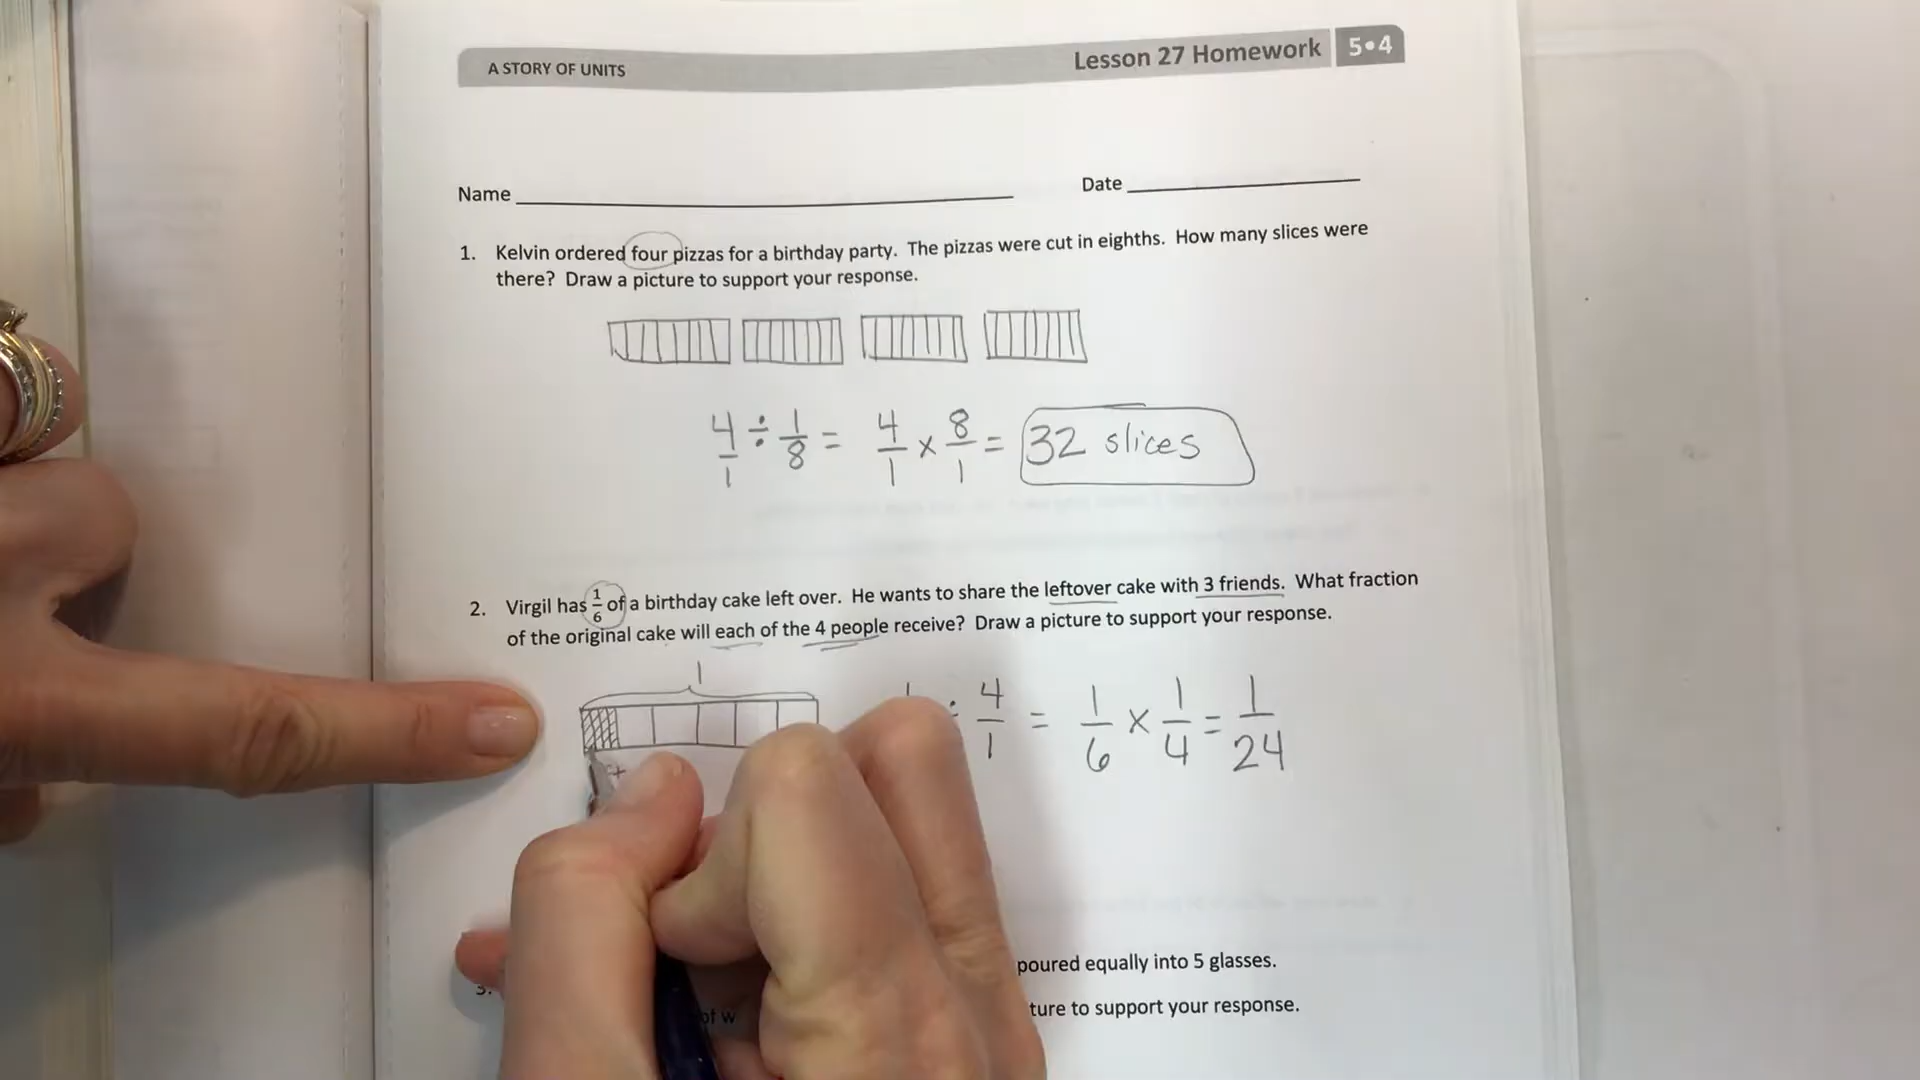 A STORY OF UNITS
Lesson 27 Homework 5•4
Name
Date
1. Kelvin ordered four pizzas for a birthday party. The pizzas were cut in eighths. How many slices were
there? Draw a picture to support your response.
4/1 ÷ 1/8 = 4/1 x 8/1 = 32 slices
2. Virgil has 1/6 of a birthday cake left over. He wants to share the leftover cake with 3 friends. What fraction
of the original cake will each of the 4 people receive? Draw a picture to support your response.
1
4/1 = 1/6 x 1/4 = 1/24
3.
poured equally into 5 glasses.
of w
ture to support your response.